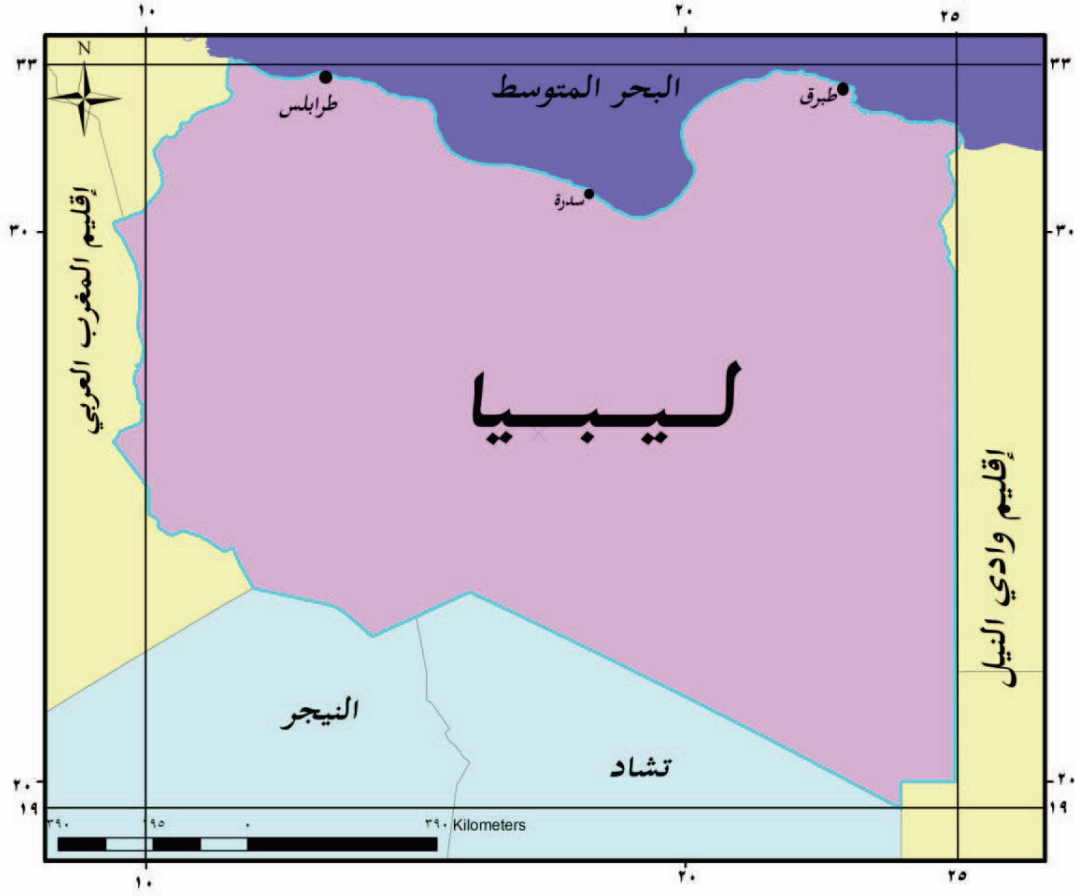 ١٠
٢٠
٢٥
N
٣٣
٣٣
البحر المتوسط
طرابلس
طبرق
سدرة
٣٠
٣٠
إقليم المغرب العربي
ليبيا
إقليم وادي النيل
النيجر
تشاد
٢٠
٢٠
١٩
١٩
٣٩٠ ١٩٥ ٠ ٣٩٠ Kilometers
١٠
٢٠
٢٥